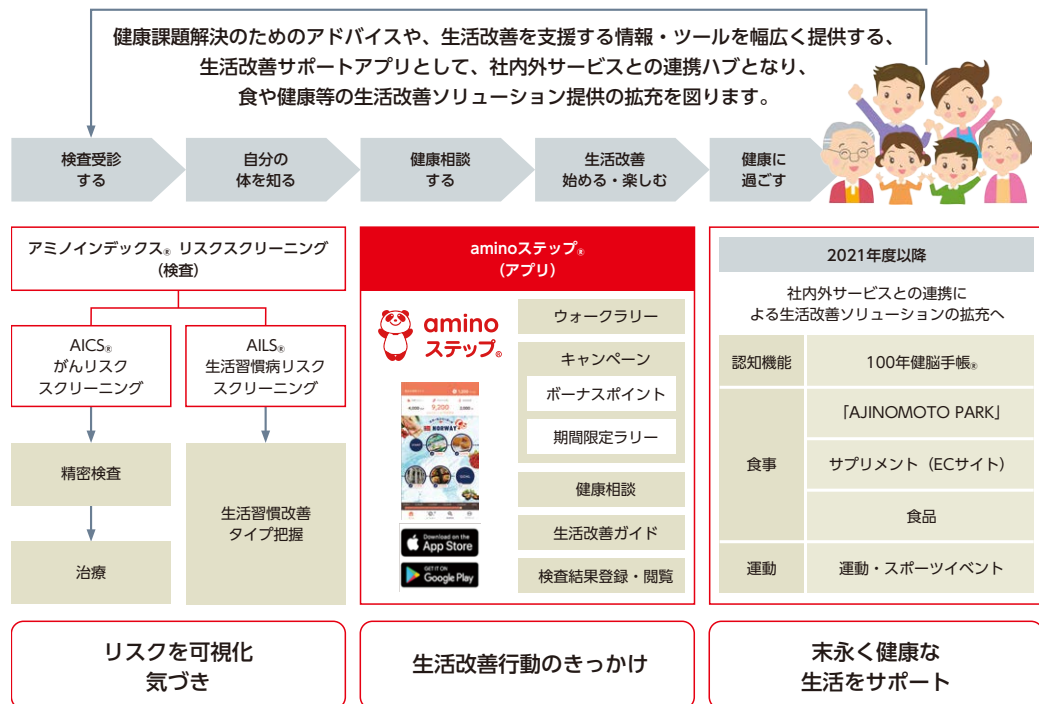 健康課題解決のためのアドバイスや、生活改善を支援する情報・ツールを幅広く提供する、
生活改善サポートアプリとして、社内外サービスとの連携ハブとなり、
食や健康等の生活改善ソリューション提供の拡充を図ります。
検査受診
する
自分の
体を知る
健康相談
する
生活改善
始める・楽しむ
健康に
過ごす
アミノインデックス® リスクスクリーニング
(検査)
AICS®
がんリスク
スクリーニング
AILS®
生活習慣病リスク
スクリーニング
精密検査
治療
生活習慣改善
タイプ把握
リスクを可視化
気づき
aminoステップ®
(アプリ)
amino
ステップ®
9,200
NORWAY
GOAL
Download on the
App Store
GET IT ON
Google Play
ウォークラリー
キャンペーン
ボーナスポイント
期間限定ラリー
健康相談
生活改善ガイド
検査結果登録・閲覧
生活改善行動のきっかけ
2021年度以降
社内外サービスとの連携に
よる生活改善ソリューションの拡充へ
認知機能
100年健脳手帳®
食事
「AJINOMOTO PARK」
サプリメント（ECサイト）
食品
運動
運動・スポーツイベント
末永く健康な
生活をサポート